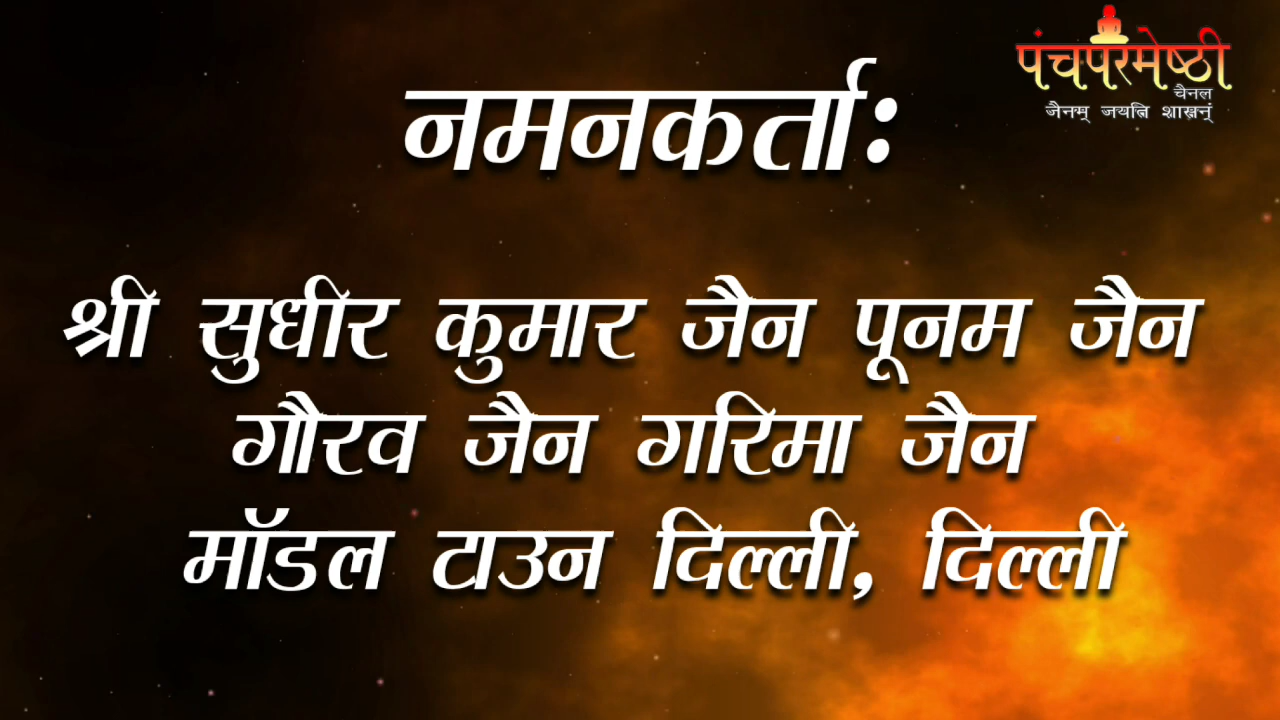 पंचपरमेष्ठी
चैनल
जैनम् जयति शासनं
नमनकर्ताः
श्री सुधीर कुमार जैन पूनम जैन
गौरव जैन गरिमा जैन
मॉडल टाउन दिल्ली, दिल्ली